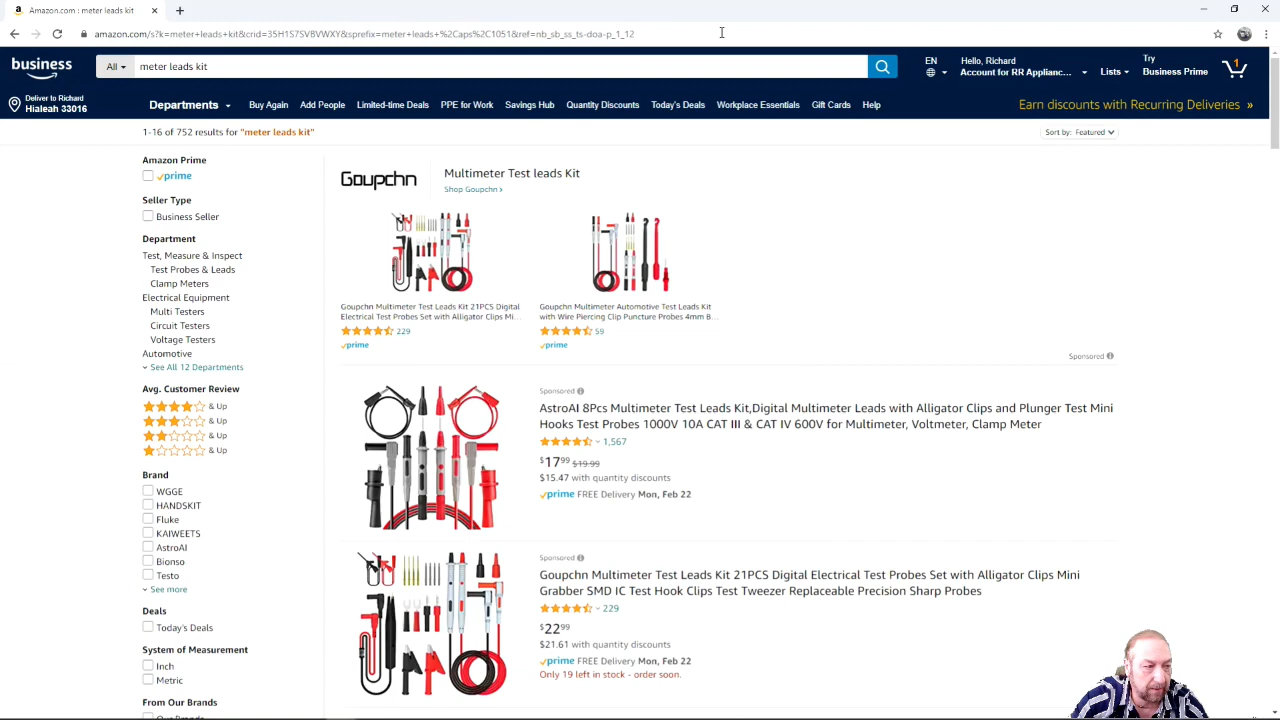 Amazon.com : meter leads kit
amazon.com/s?k=meter+leads+kit&crid=35H1S7SVBVWXY&sprefix=meter+leads+%2Caps%2C1051&ref=nb_sb_ss_ts-doa-p_1_12
business
All
meter leads kit
EN
Hello, Richard
Account for RR Applianc...
Lists
Try
Business Prime
1
Deliver to Richard
Hialeah 33016
Departments
Buy Again
Add People
Limited-time Deals
PPE for Work
Savings Hub
Quantity Discounts
Today's Deals
Workplace Essentials
Gift Cards
Help
Earn discounts with Recurring Deliveries »
1-16 of 752 results for "meter leads kit"
Sort by: Featured
Amazon Prime
prime
Seller Type
Business Seller
Department
Test, Measure & Inspect
Test Probes & Leads
Clamp Meters
Electrical Equipment
Multi Testers
Circuit Testers
Voltage Testers
Automotive
See All 12 Departments
Avg. Customer Review
& Up
& Up
& Up
& Up
Brand
WGGE
HANDSKIT
Fluke
KAIWEETS
AstroAI
Bionso
Testo
See more
Deals
Today's Deals
System of Measurement
Inch
Metric
From Our Brands
Our Brands
Goupchn
Multimeter Test leads Kit
Shop Goupchn ›
Goupchn Multimeter Test Leads Kit 21PCS Digital
Electrical Test Probes Set with Alligator Clips Mi...
229
prime
Goupchn Multimeter Automotive Test Leads Kit
with Wire Piercing Clip Puncture Probes 4mm B...
59
prime
Sponsored
Sponsored
AstroAI 8Pcs Multimeter Test Leads Kit,Digital Multimeter Leads with Alligator Clips and Plunger Test Mini
Hooks Test Probes 1000V 10A CAT III & CAT IV 600V for Multimeter, Voltmeter, Clamp Meter
1,567
$17 99 $19.99
$15.47 with quantity discounts
prime FREE Delivery Mon, Feb 22
Sponsored
Goupchn Multimeter Test Leads Kit 21PCS Digital Electrical Test Probes Set with Alligator Clips Mini
Grabber SMD IC Test Hook Clips Test Tweezer Replaceable Precision Sharp Probes
229
$22 99
$21.61 with quantity discounts
prime FREE Delivery Mon, Feb 22
Only 19 left in stock - order soon.